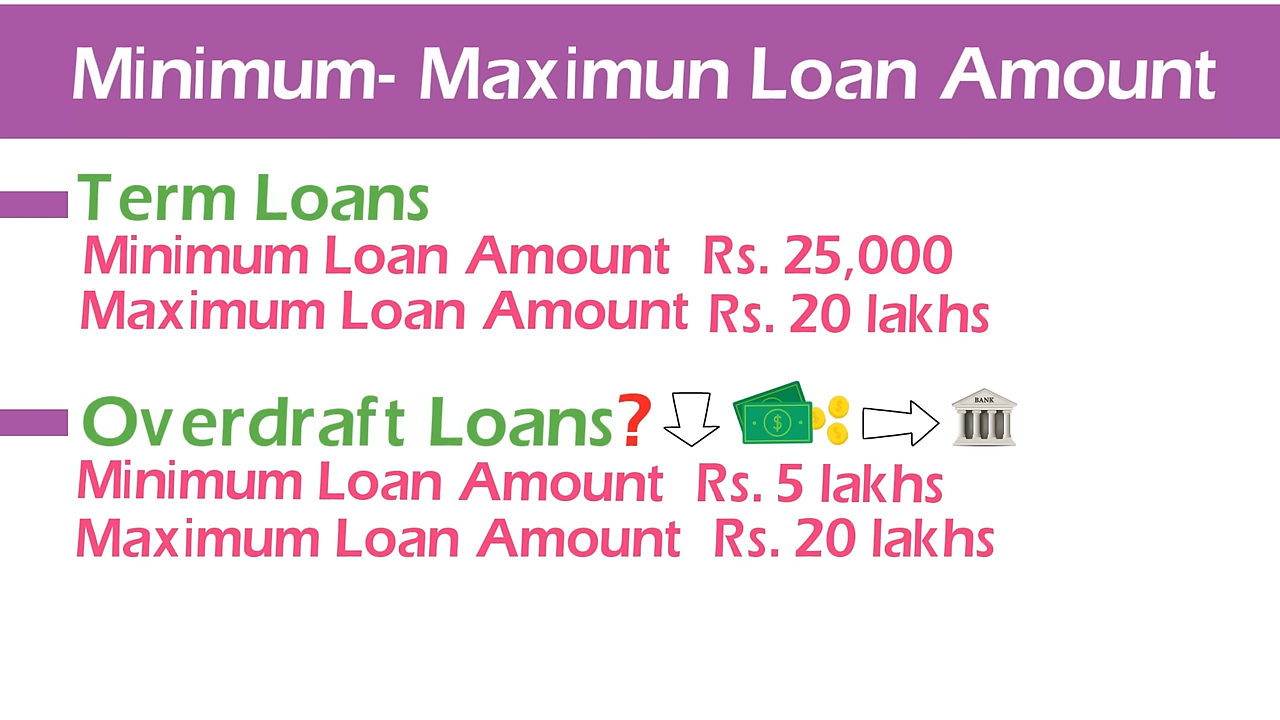 Minimum- Maximun Loan Amount
Term Loans
Minimum Loan Amount Rs. 25,000
Maximum Loan Amount Rs. 20 lakhs
Overdraft Loans?
BANK
Minimum Loan Amount Rs. 5 lakhs
Maximum Loan Amount Rs. 20 lakhs